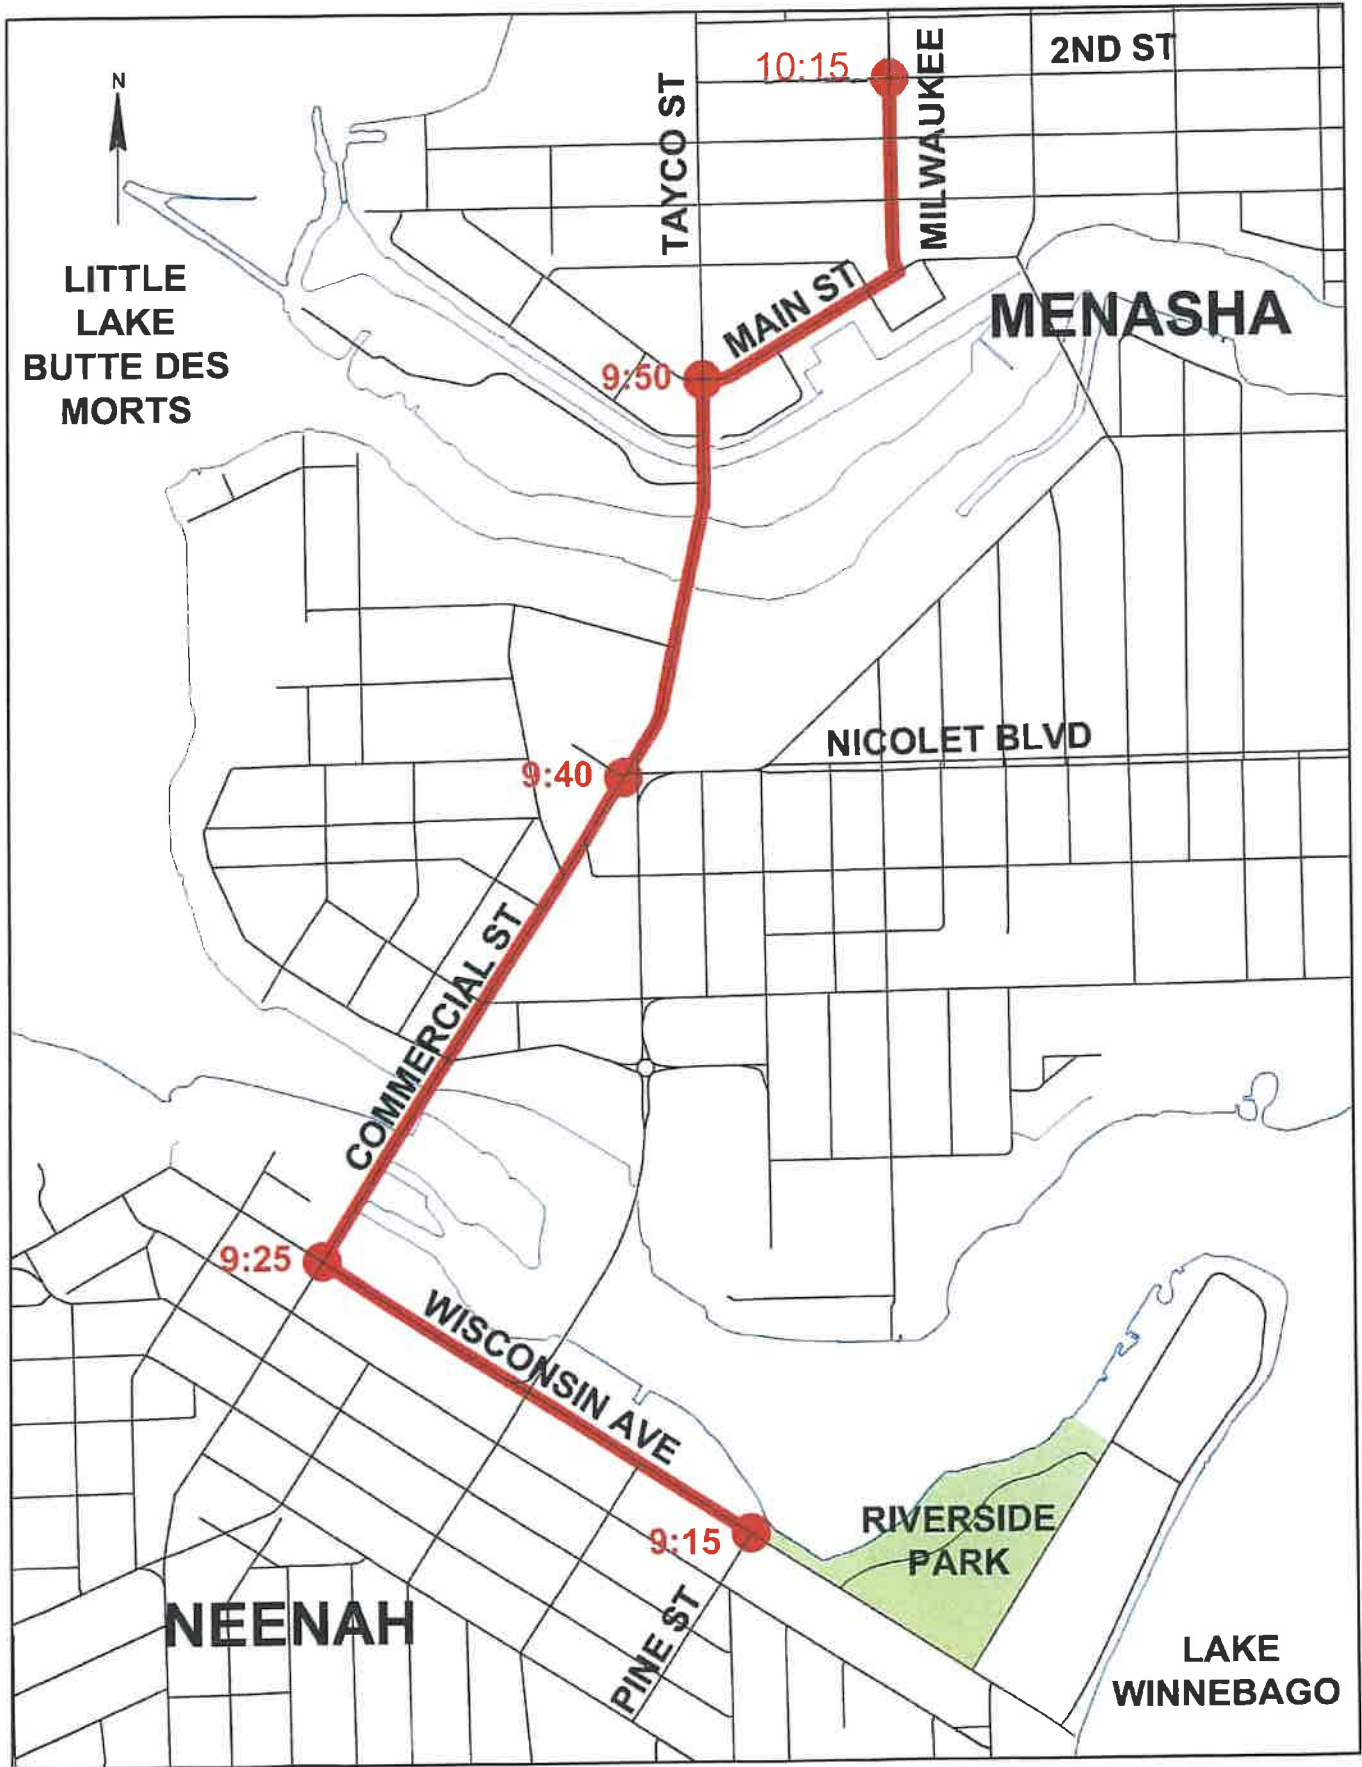 2ND ST
10:15
MILWAUKEE
TAYCO ST
N
LITTLE
LAKE
BUTTE DES
MORTS
MAIN ST
MENASHA
9:50
NICOLET BLVD
9:40
COMMERCIAL ST
9:25
WISCONSIN AVE
RIVERSIDE
PARK
9:15
PINE ST
NEENAH
LAKE
WINNEBAGO